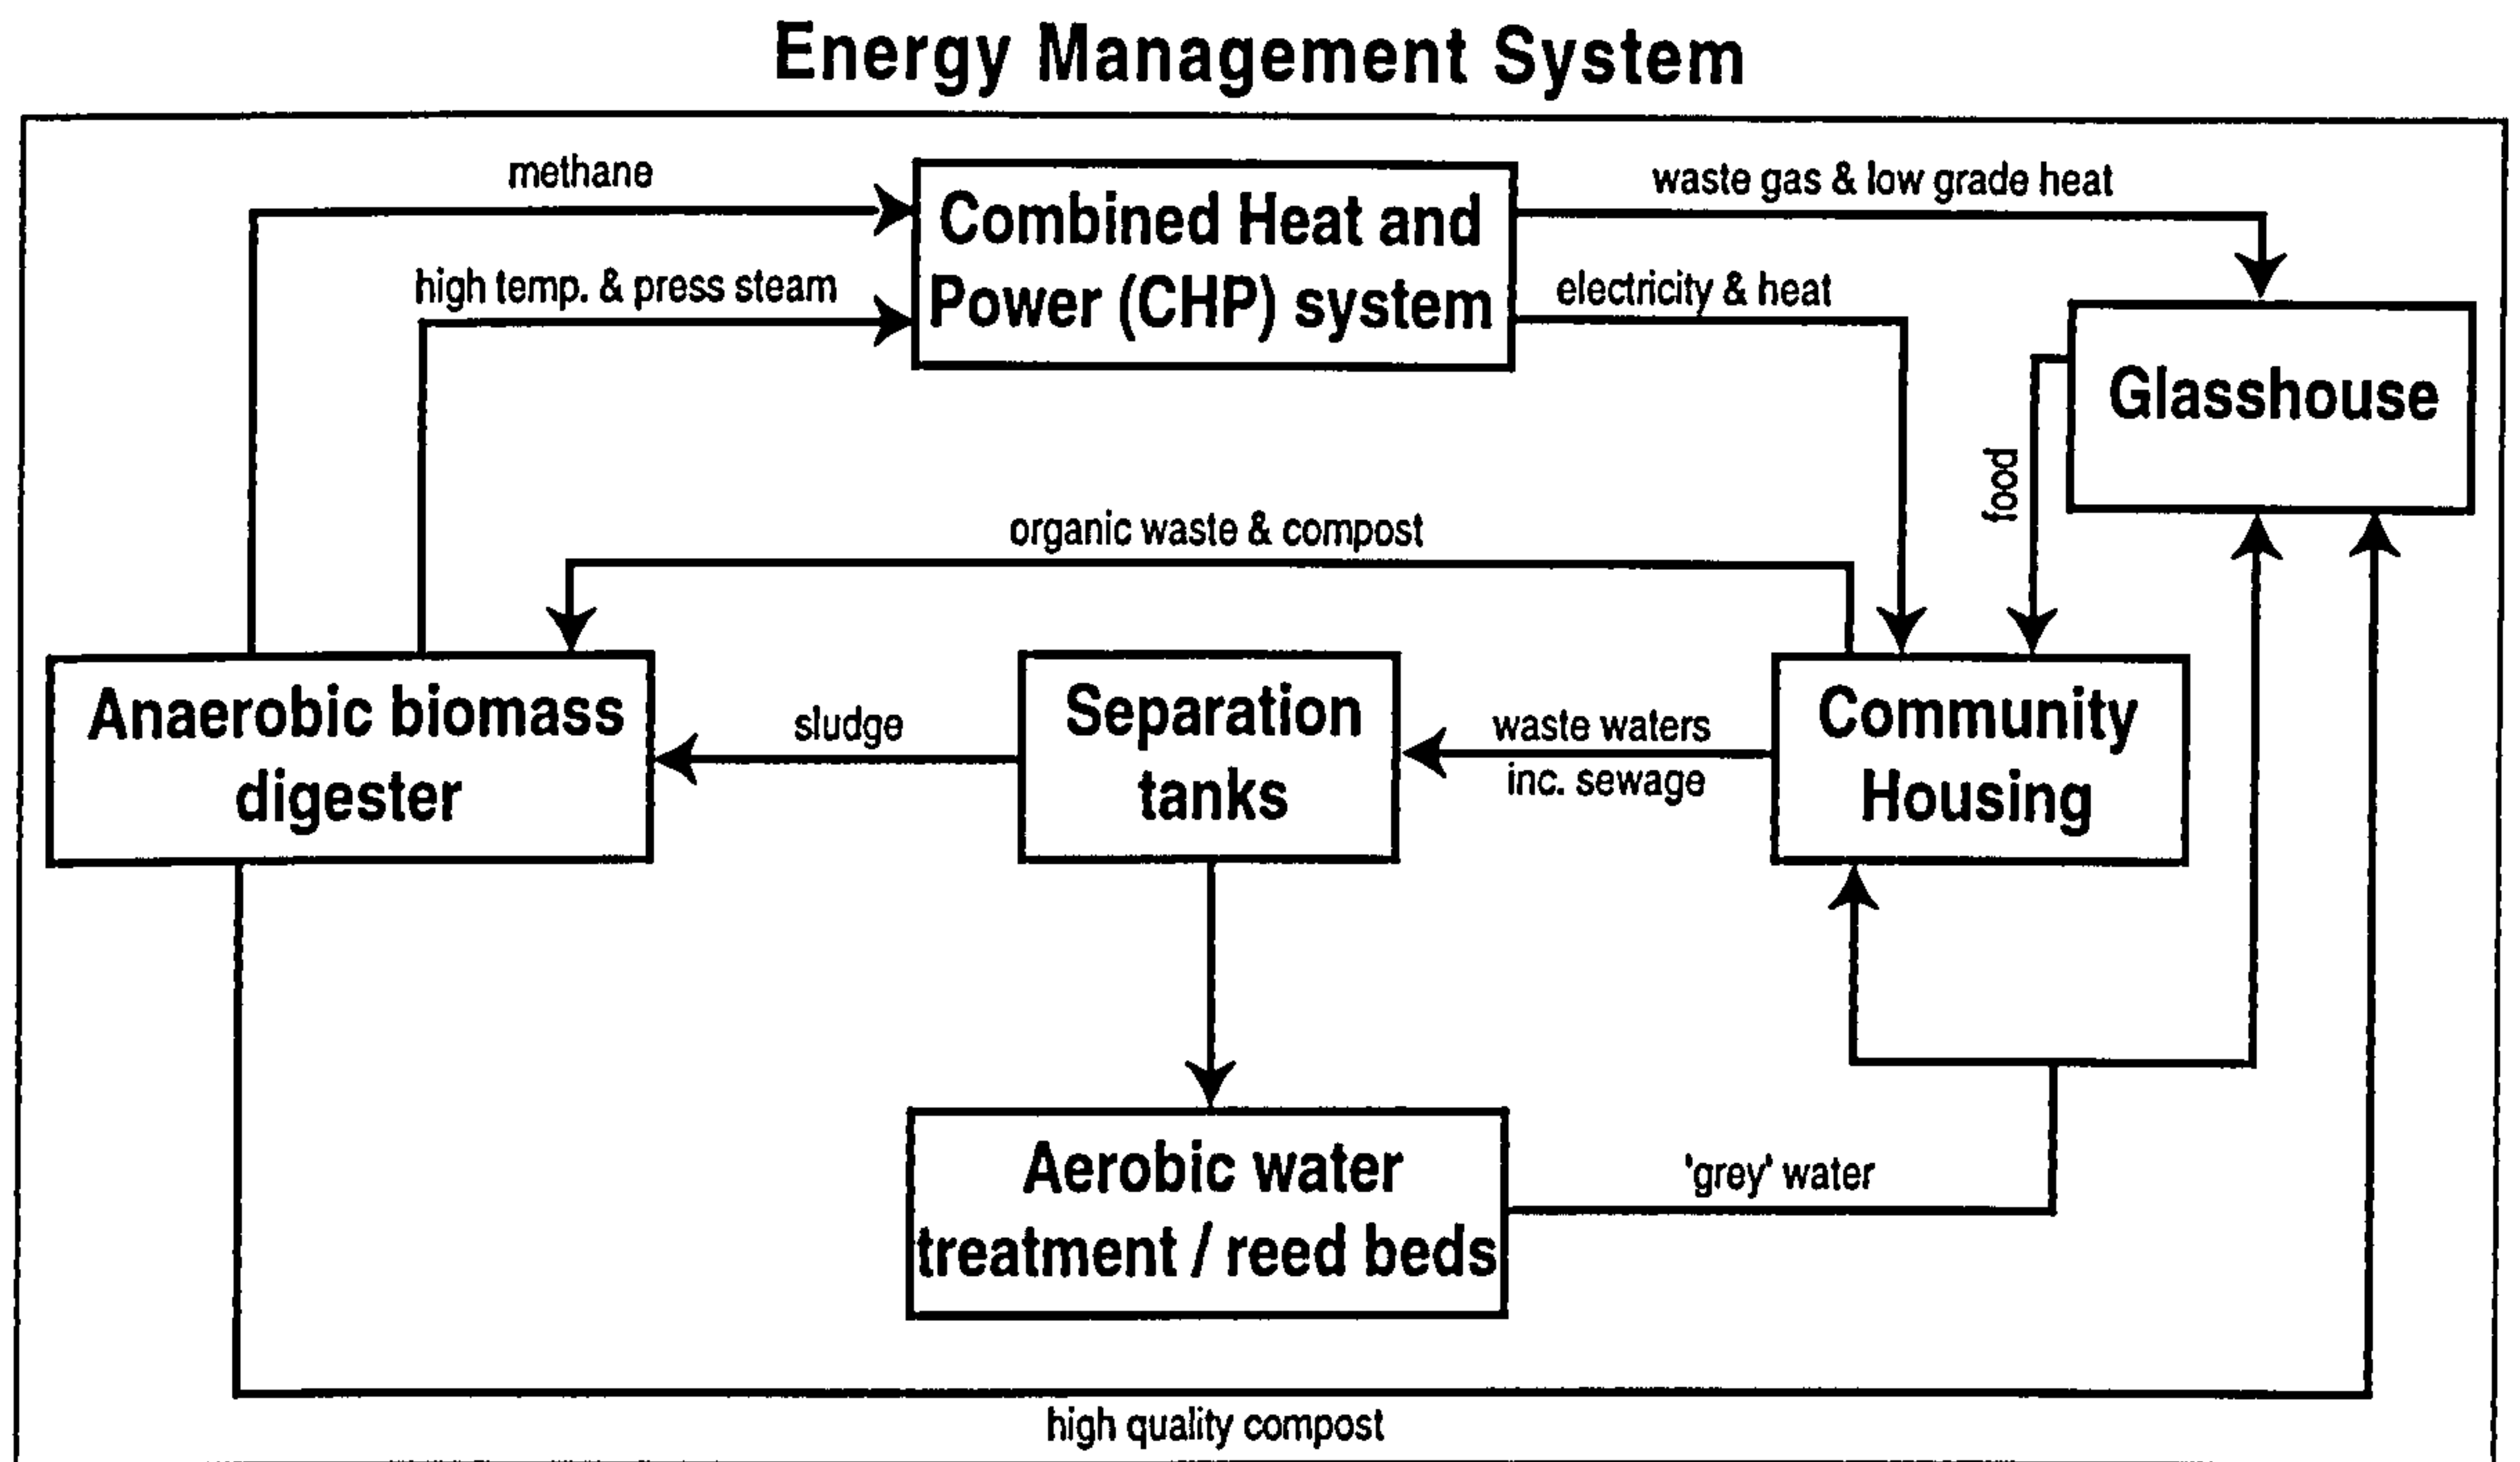 Energy Management System
methane
waste gas & low grade heat
Combined Heat and
Power (CHP) system
high temp. & press steam
electricity & heat
Glasshouse
food
organic waste & compost
Anaerobic biomass
digester
sludge
Separation
tanks
waste waters
inc. sewage
Community
Housing
Aerobic water
treatment / reed beds
'grey' water
high quality compost